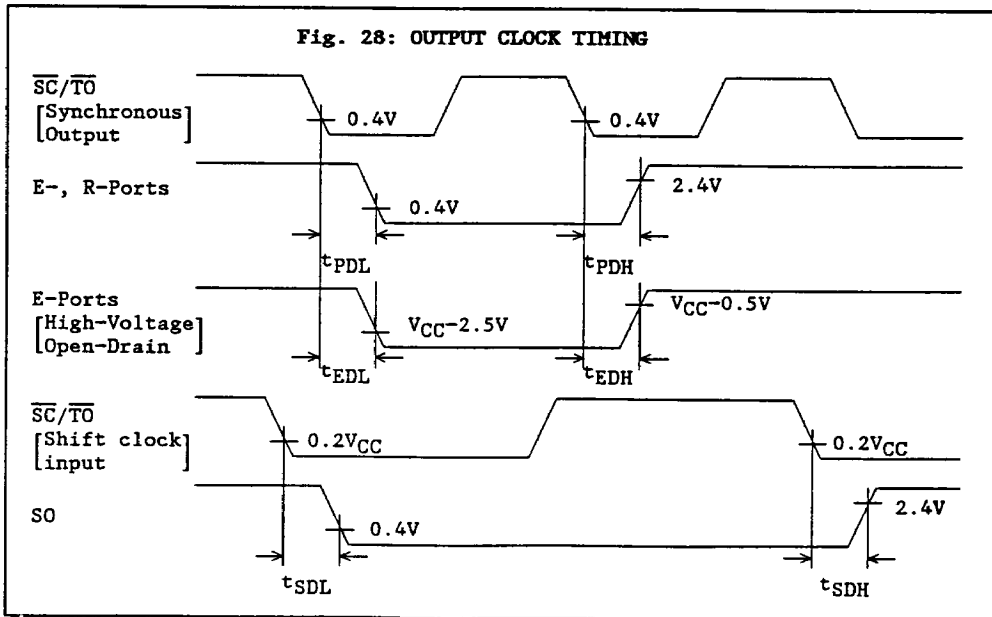 Fig. 28: OUTPUT CLOCK TIMING
SC/TO
[Synchronous
Output]
0.4V
0.4V
E-, R-Ports
0.4V
2.4V
tPDL
tPDH
E-Ports
[High-Voltage
Open-Drain]
VCC-2.5V
VCC-0.5V
tEDL
tEDH
SC/TO
[Shift clock
input]
0.2VCC
0.2VCC
SO
0.4V
2.4V
tSDL
tSDH